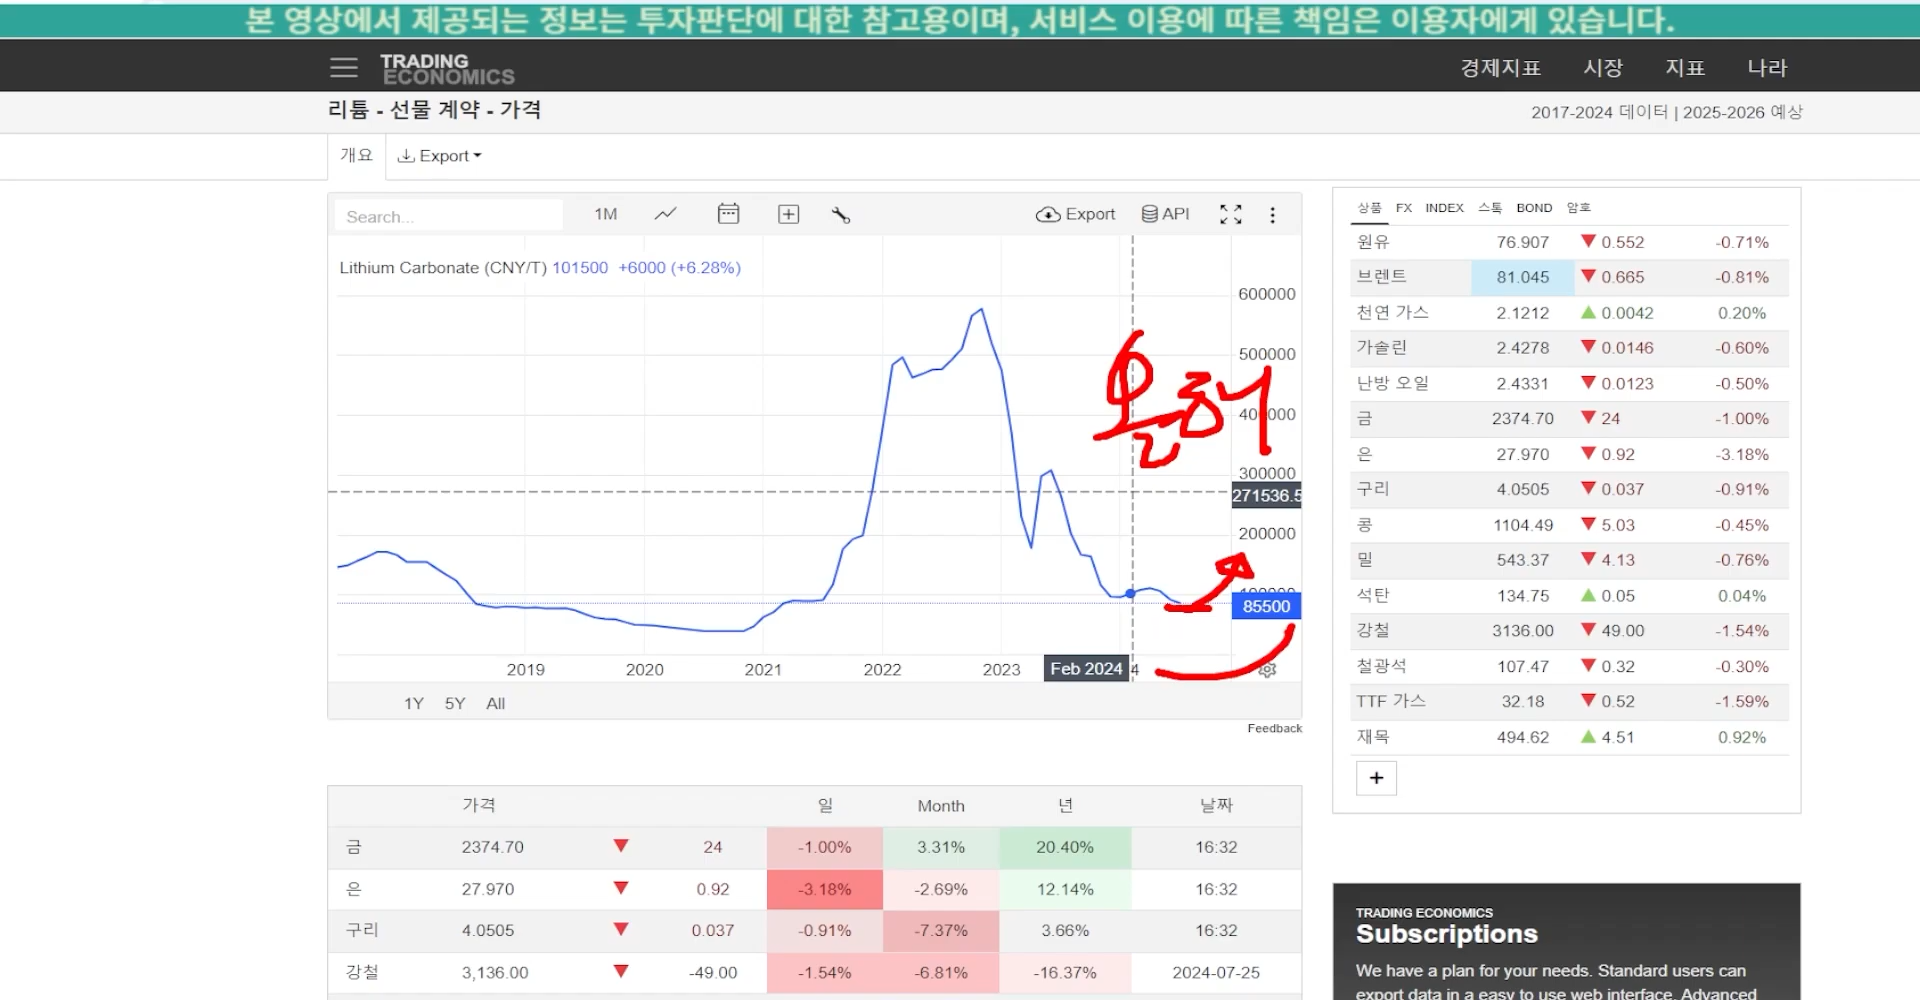 본 영상에서 제공되는 정보는 투자판단에 대한 참고용이며, 서비스 이용에 따른 책임은 이용자에게 있습니다.
TRADING
ECONOMICS
경제지표 시장 지표 나라
리튬 - 선물 계약 - 가격
2017-2024 데이터 | 2025-2026 예상
개요 Export
Search...
1M
Export API
Lithium Carbonate (CNY/T) 101500 +6000 (+6.28%)
600000
500000
400000
300000
271536.5
200000
100000
85500
2019 2020 2021 2022 2023 Feb 2024 4
1Y 5Y All
Feedback
상품 FX INDEX 스톡 BOND 암호
원유 76.907 ▼ 0.552 -0.71%
브렌트 81.045 ▼ 0.665 -0.81%
천연 가스 2.1212 ▲ 0.0042 0.20%
가솔린 2.4278 ▼ 0.0146 -0.60%
난방 오일 2.4331 ▼ 0.0123 -0.50%
금 2374.70 ▼ 24 -1.00%
은 27.970 ▼ 0.92 -3.18%
구리 4.0505 ▼ 0.037 -0.91%
콩 1104.49 ▼ 5.03 -0.45%
밀 543.37 ▼ 4.13 -0.76%
석탄 134.75 ▲ 0.05 0.04%
강철 3136.00 ▼ 49.00 -1.54%
철광석 107.47 ▼ 0.32 -0.30%
TTF 가스 32.18 ▼ 0.52 -1.59%
재목 494.62 ▲ 4.51 0.92%
+
가격 일 Month 년 날짜
금 2374.70 ▼ 24 -1.00% 3.31% 20.40% 16:32
은 27.970 ▼ 0.92 -3.18% -2.69% 12.14% 16:32
구리 4.0505 ▼ 0.037 -0.91% -7.37% 3.66% 16:32
강철 3,136.00 ▼ -49.00 -1.54% -6.81% -16.37% 2024-07-25
TRADING ECONOMICS
Subscriptions
We have a plan for your needs. Standard users can
export data in a easy to use web interface. Advanced